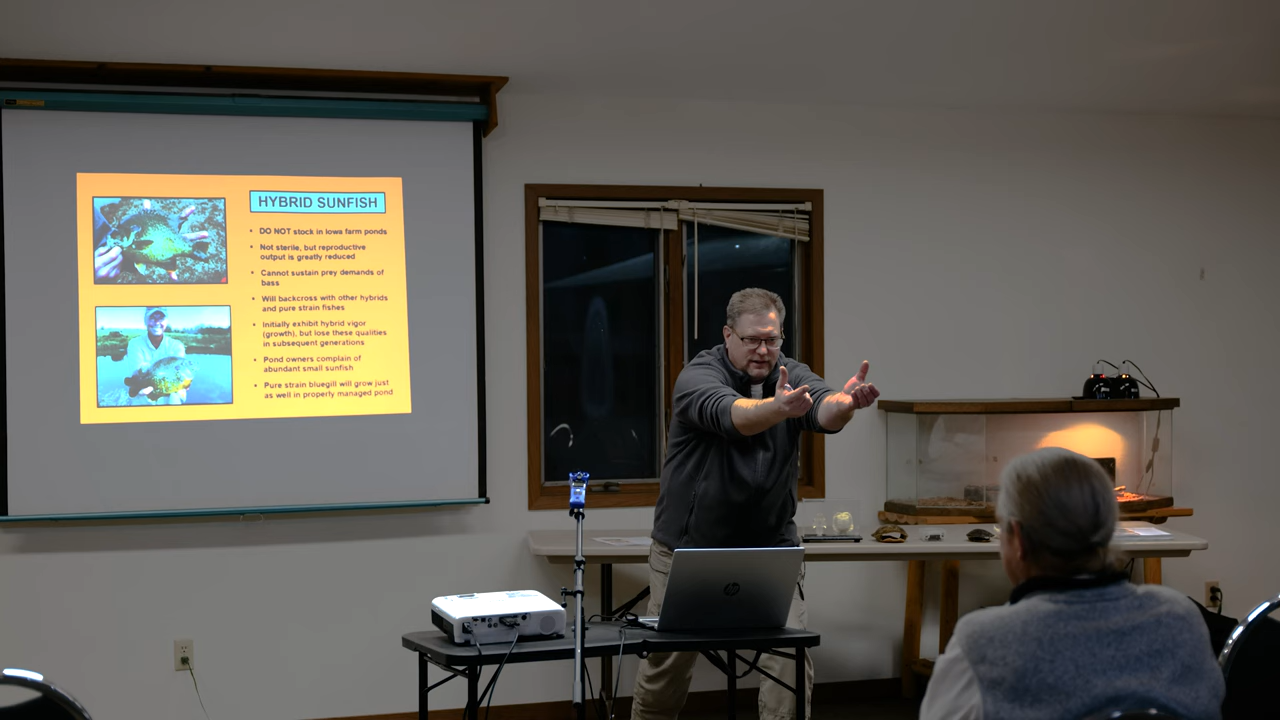 HYBRID SUNFISH
• DO NOT stock in Iowa farm ponds
• Not sterile, but reproductive
output is greatly reduced
• Cannot sustain prey demands of
bass
• Will backcross with other hybrids
and pure strain fishes
• Initially exhibit hybrid vigor
(growth), but lose these qualities
in subsequent generations
• Pond owners complain of
abundant small sunfish
• Pure strain bluegill will grow just
as well in properly managed pond
hp